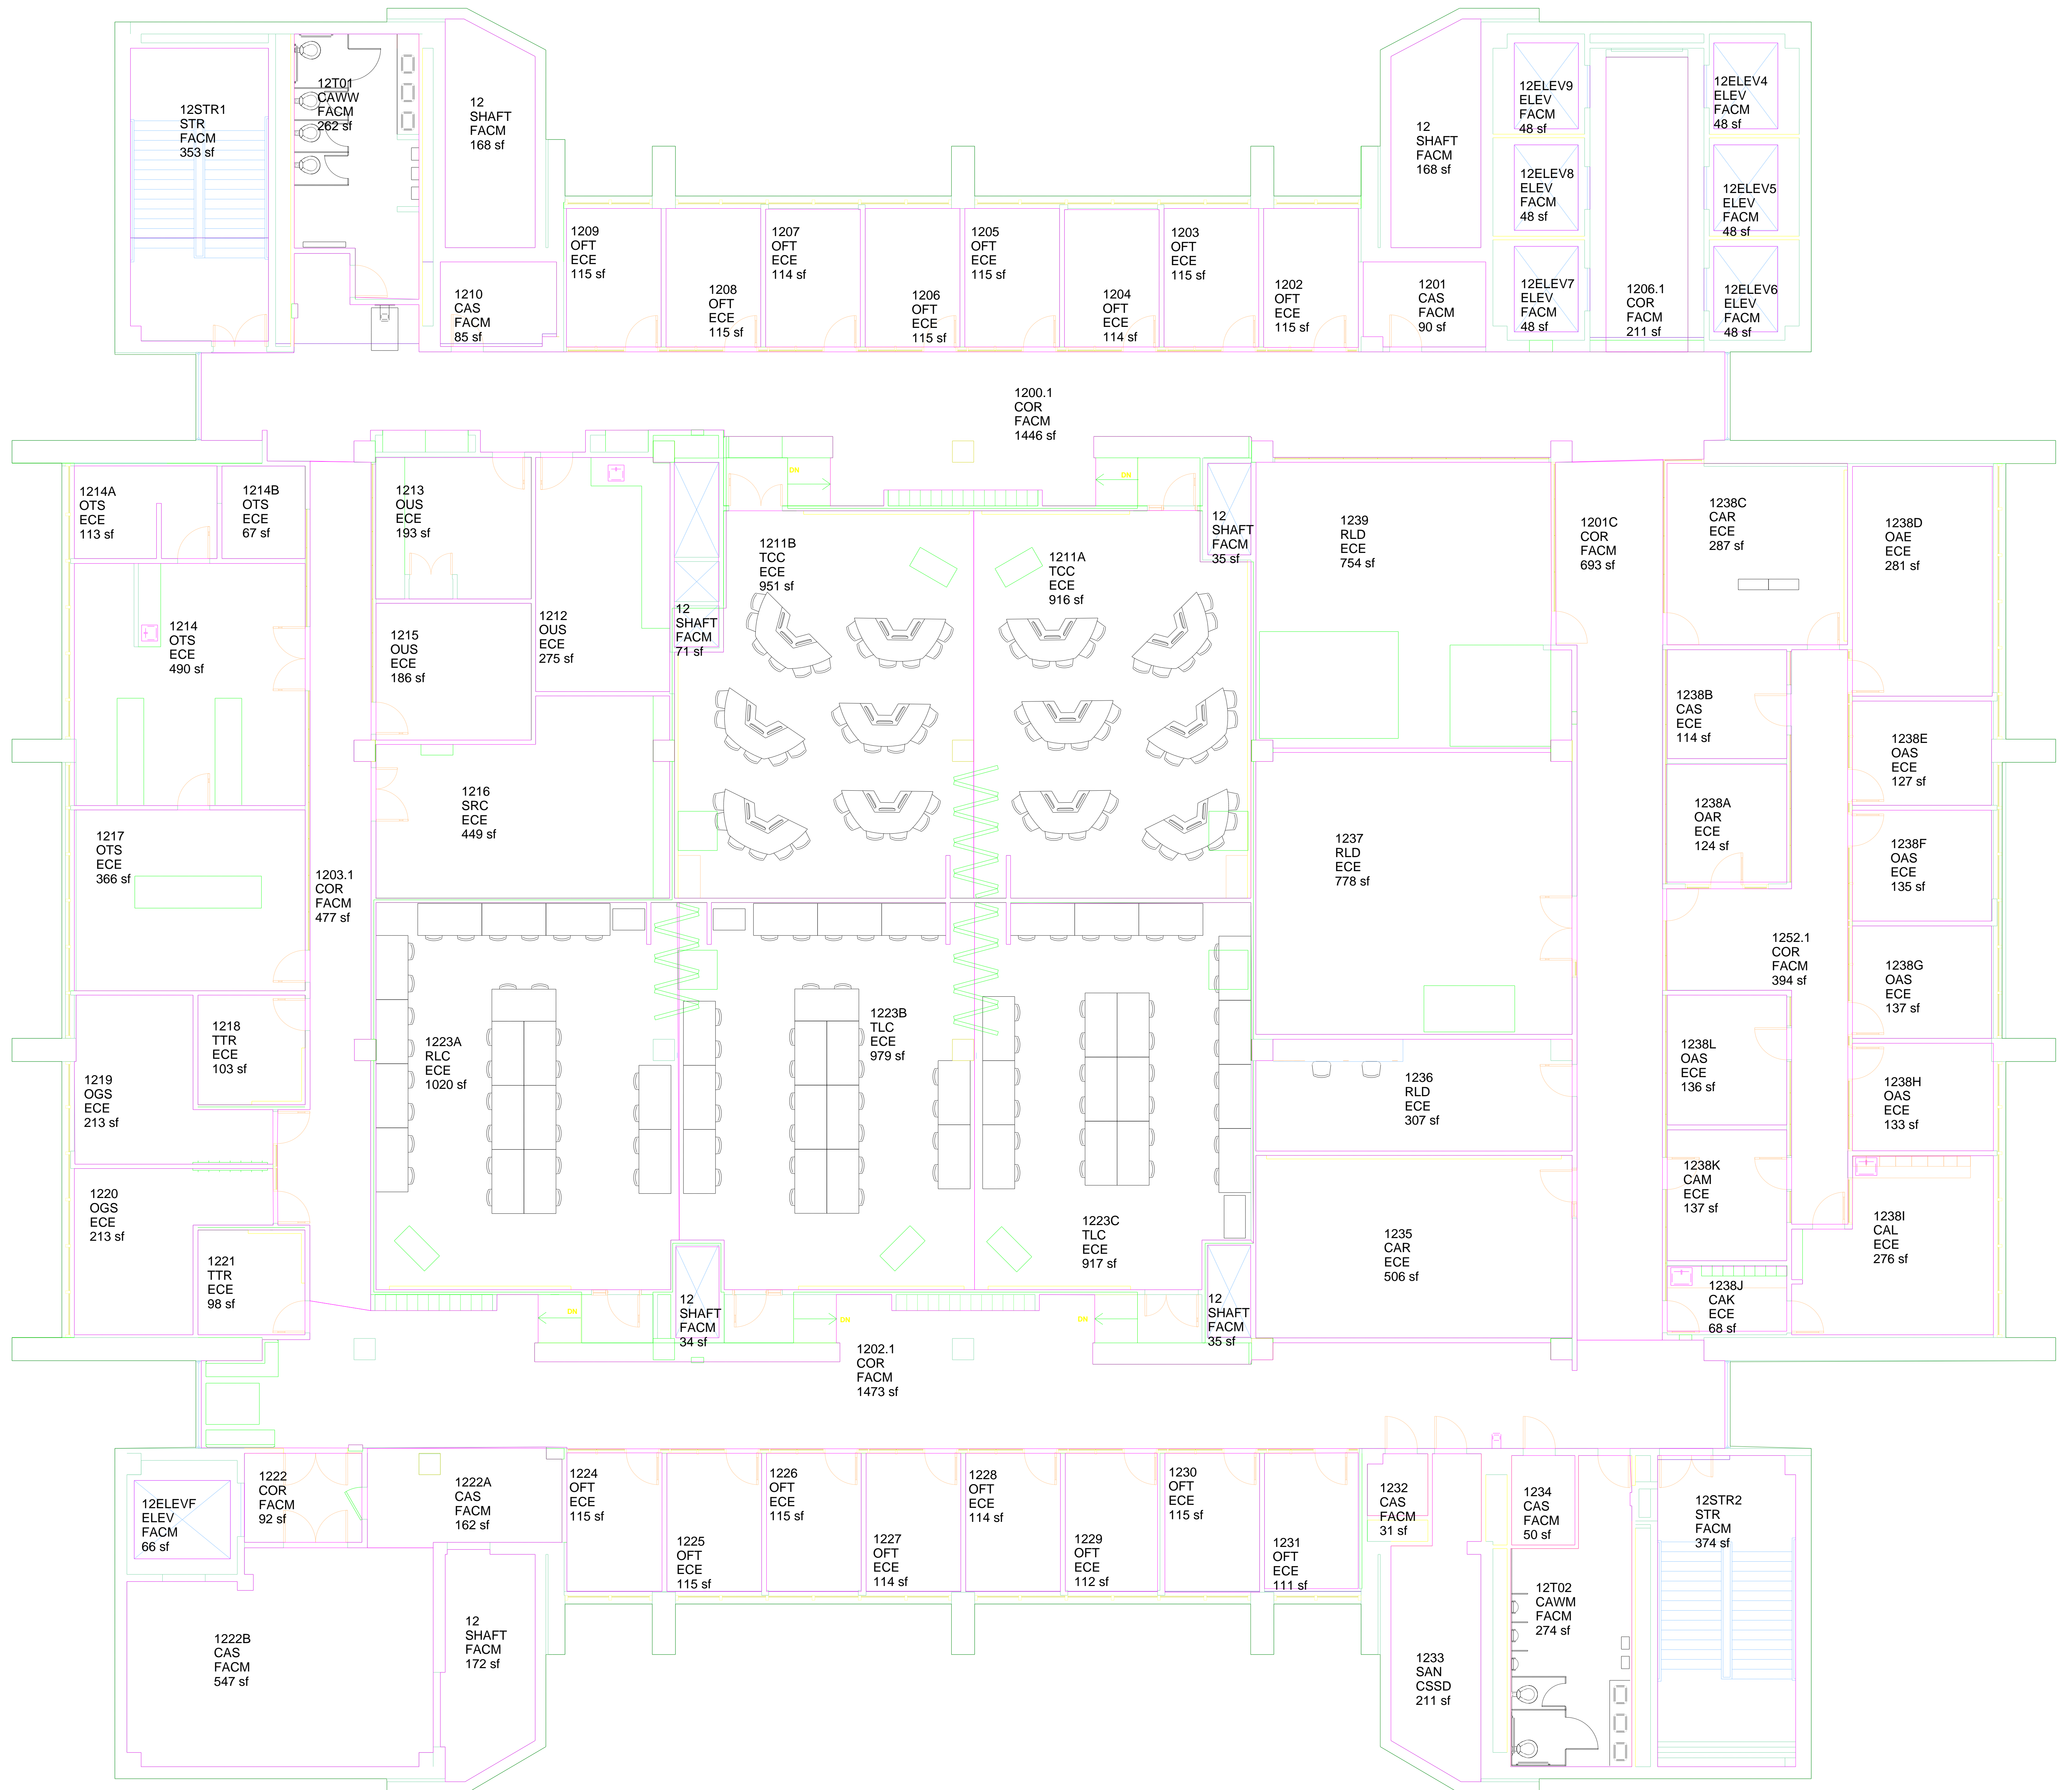 12STR1
STR
FACM
353 sf
12T01
CAWW
FACM
262 sf
12
SHAFT
FACM
168 sf
12
SHAFT
FACM
168 sf
12ELEV9
ELEV
FACM
48 sf
12ELEV4
ELEV
FACM
48 sf
12ELEV8
ELEV
FACM
48 sf
12ELEV5
ELEV
FACM
48 sf
12ELEV7
ELEV
FACM
48 sf
1206.1
COR
FACM
211 sf
12ELEV6
ELEV
FACM
48 sf
1210
CAS
FACM
85 sf
1209
OFT
ECE
115 sf
1208
OFT
ECE
115 sf
1207
OFT
ECE
114 sf
1206
OFT
ECE
115 sf
1205
OFT
ECE
115 sf
1204
OFT
ECE
114 sf
1203
OFT
ECE
115 sf
1202
OFT
ECE
115 sf
1201
CAS
FACM
90 sf
1200.1
COR
FACM
1446 sf
DN
DN
1214A
OTS
ECE
113 sf
1214B
OTS
ECE
67 sf
1213
OUS
ECE
193 sf
1211B
TCC
ECE
951 sf
1211A
TCC
ECE
916 sf
12
SHAFT
FACM
35 sf
1239
RLD
ECE
754 sf
1201C
COR
FACM
693 sf
1238C
CAR
ECE
287 sf
1238D
OAE
ECE
281 sf
1214
OTS
ECE
490 sf
1215
OUS
ECE
186 sf
1212
OUS
ECE
275 sf
12
SHAFT
FACM
71 sf
1238B
CAS
ECE
114 sf
1238E
OAS
ECE
127 sf
1217
OTS
ECE
366 sf
1203.1
COR
FACM
477 sf
1216
SRC
ECE
449 sf
1237
RLD
ECE
778 sf
1238A
OAR
ECE
124 sf
1238F
OAS
ECE
135 sf
1252.1
COR
FACM
394 sf
1238G
OAS
ECE
137 sf
1218
TTR
ECE
103 sf
1219
OGS
ECE
213 sf
1223A
RLC
ECE
1020 sf
1223B
TLC
ECE
979 sf
1236
RLD
ECE
307 sf
1238L
OAS
ECE
136 sf
1238H
OAS
ECE
133 sf
1220
OGS
ECE
213 sf
1221
TTR
ECE
98 sf
1223C
TLC
ECE
917 sf
1235
CAR
ECE
506 sf
1238K
CAM
ECE
137 sf
1238I
CAL
ECE
276 sf
1238J
CAK
ECE
68 sf
DN
12
SHAFT
FACM
34 sf
DN
DN
12
SHAFT
FACM
35 sf
1202.1
COR
FACM
1473 sf
12ELEVF
ELEV
FACM
66 sf
1222
COR
FACM
92 sf
1222A
CAS
FACM
162 sf
1224
OFT
ECE
115 sf
1225
OFT
ECE
115 sf
1226
OFT
ECE
115 sf
1227
OFT
ECE
114 sf
1228
OFT
ECE
114 sf
1229
OFT
ECE
112 sf
1230
OFT
ECE
115 sf
1231
OFT
ECE
111 sf
1232
CAS
FACM
31 sf
1234
CAS
FACM
50 sf
12STR2
STR
FACM
374 sf
1222B
CAS
FACM
547 sf
12
SHAFT
FACM
172 sf
1233
SAN
CSSD
211 sf
12T02
CAWM
FACM
274 sf